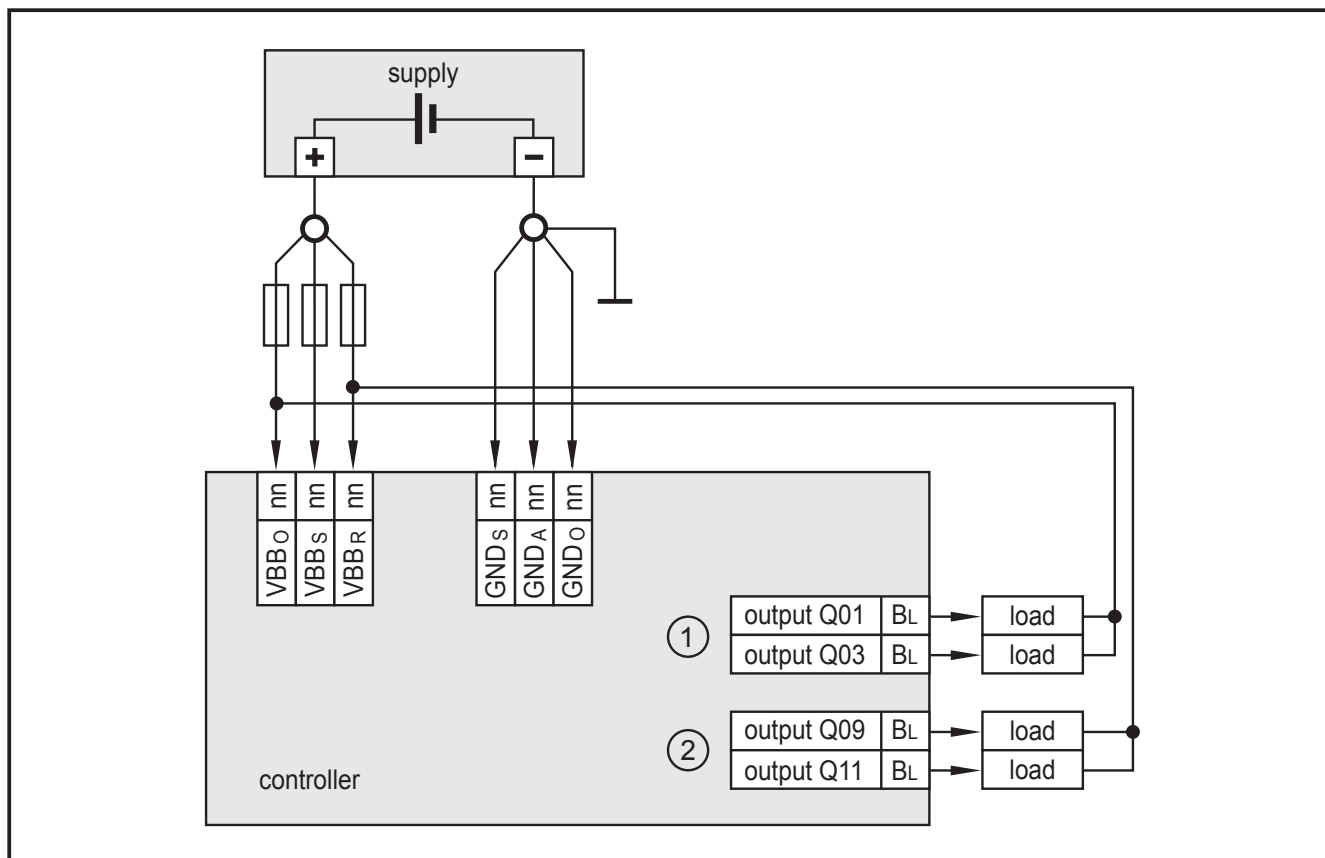 supply
+ −
nn nn nn nn nn nn
VBBO VBBS VBBR GNDS GNDA GNDO
1
output Q01 BL load
output Q03 BL load
2
output Q09 BL load
output Q11 BL load
controller